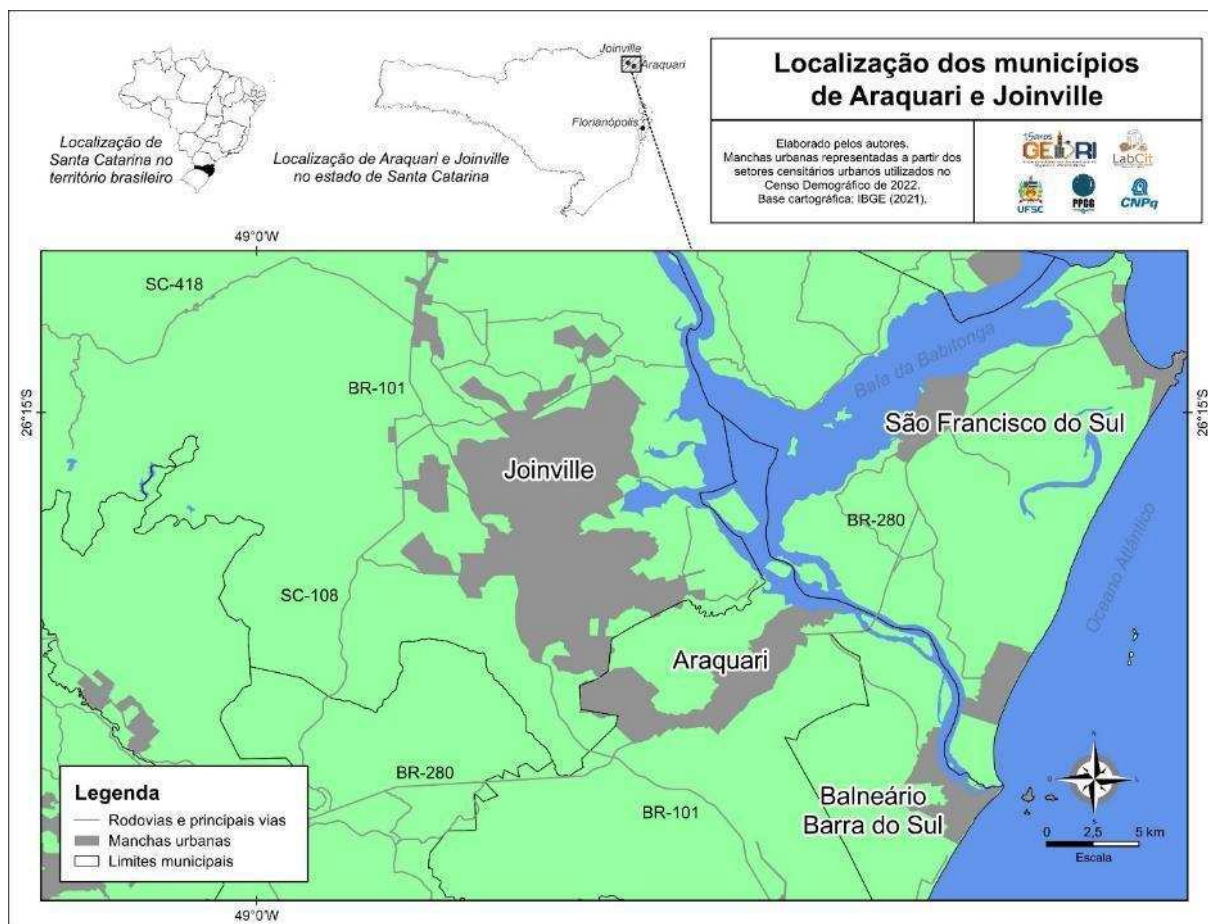 Localização de
Santa Catarina no
território brasileiro
Joinville
Araquari
Florianópolis
Localização de Araquari e Joinville
no estado de Santa Catarina
Localização dos municípios
de Araquari e Joinville
Elaborado pelos autores.
Manchas urbanas representadas a partir dos
setores censitários urbanos utilizados no
Censo Demográfico de 2022.
Base cartográfica: IBGE (2021).
LabCit
UFSC
PPGG
CNPq
49°0'W
SC-418
BR-101
26°15'S
26°15'S
Baía da Babitonga
São Francisco do Sul
Joinville
BR-280
Oceano Atlântico
SC-108
Araquari
BR-280
BR-101
Balneário
Barra do Sul
Legenda
Rodovias e principais vias
Manchas urbanas
Limites municipais
N
S
0 2,5 5 km
Escala
49°0'W